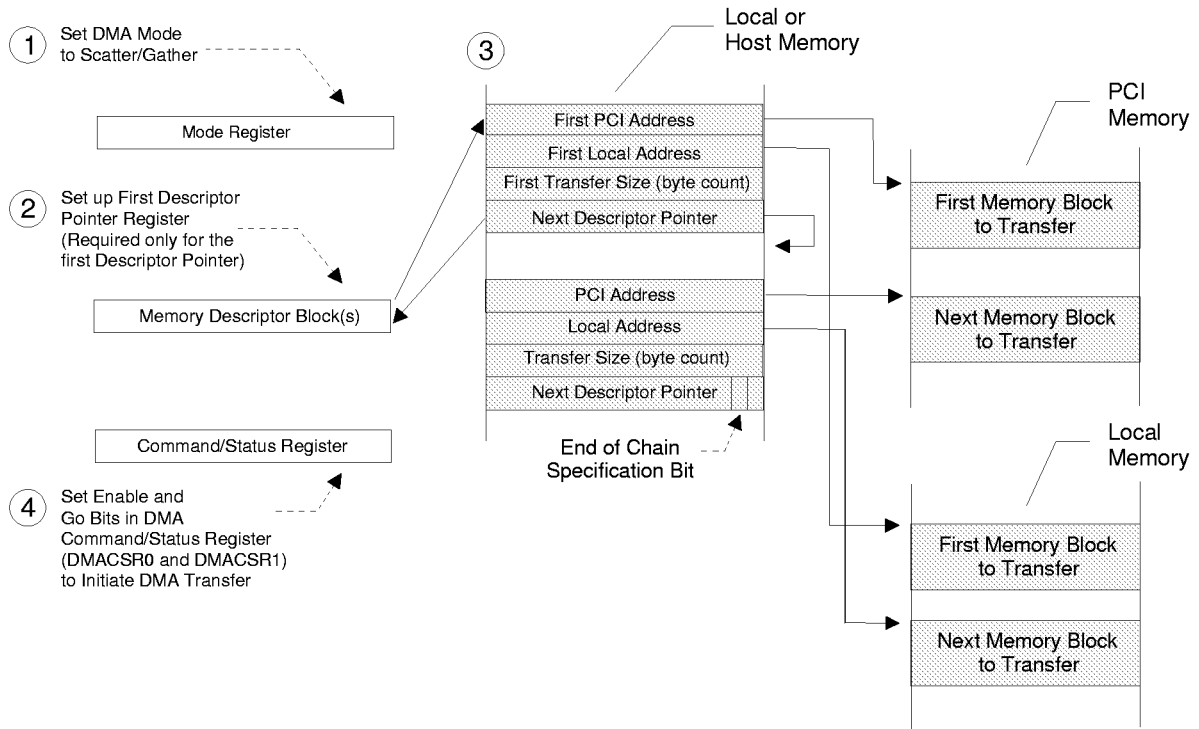 1
Set DMA Mode
to Scatter/Gather
Mode Register
2
Set up First Descriptor
Pointer Register
(Required only for the
first Descriptor Pointer)
Memory Descriptor Block(s)
Command/Status Register
4
Set Enable and
Go Bits in DMA
Command/Status Register
(DMACSR0 and DMACSR1)
to Initiate DMA Transfer
3
Local or
Host Memory
First PCI Address
First Local Address
First Transfer Size (byte count)
Next Descriptor Pointer
PCI Address
Local Address
Transfer Size (byte count)
Next Descriptor Pointer
End of Chain
Specification Bit
PCI
Memory
First Memory Block
to Transfer
Next Memory Block
to Transfer
Local
Memory
First Memory Block
to Transfer
Next Memory Block
to Transfer